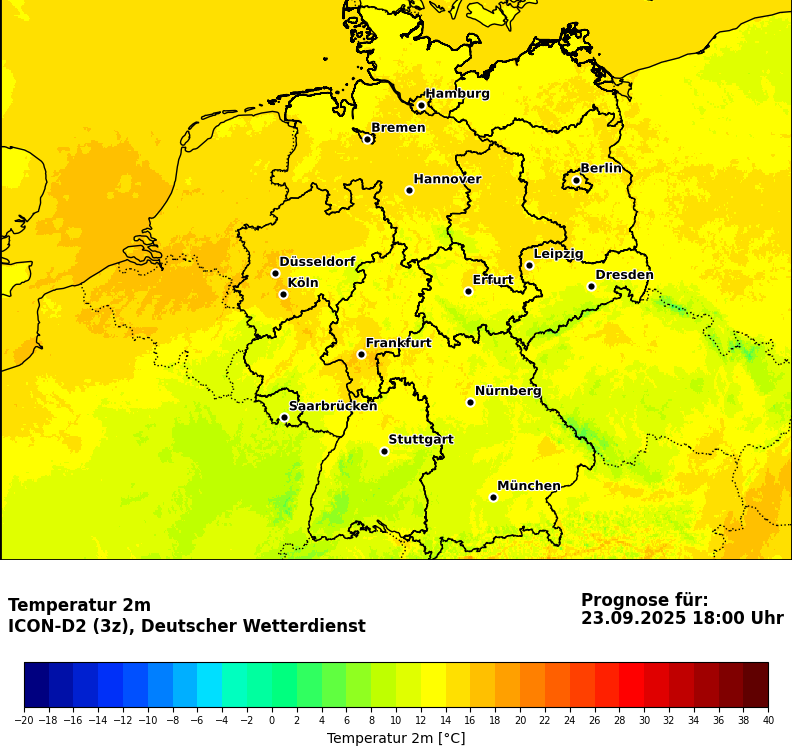 Hamburg
Bremen
Berlin
Hannover
Leipzig
Düsseldorf
Dresden
Köln
Erfurt
Frankfurt
Nürnberg
Saarbrücken
Stuttgart
München
Temperatur 2m
ICON-D2 (3z), Deutscher Wetterdienst
Prognose für:
23.09.2025 18:00 Uhr
−20 −18 −16 −14 −12 −10 −8 −6 −4 −2 0 2 4 6 8 10 12 14 16 18 20 22 24 26 28 30 32 34 36 38 40
Temperatur 2m [°C]